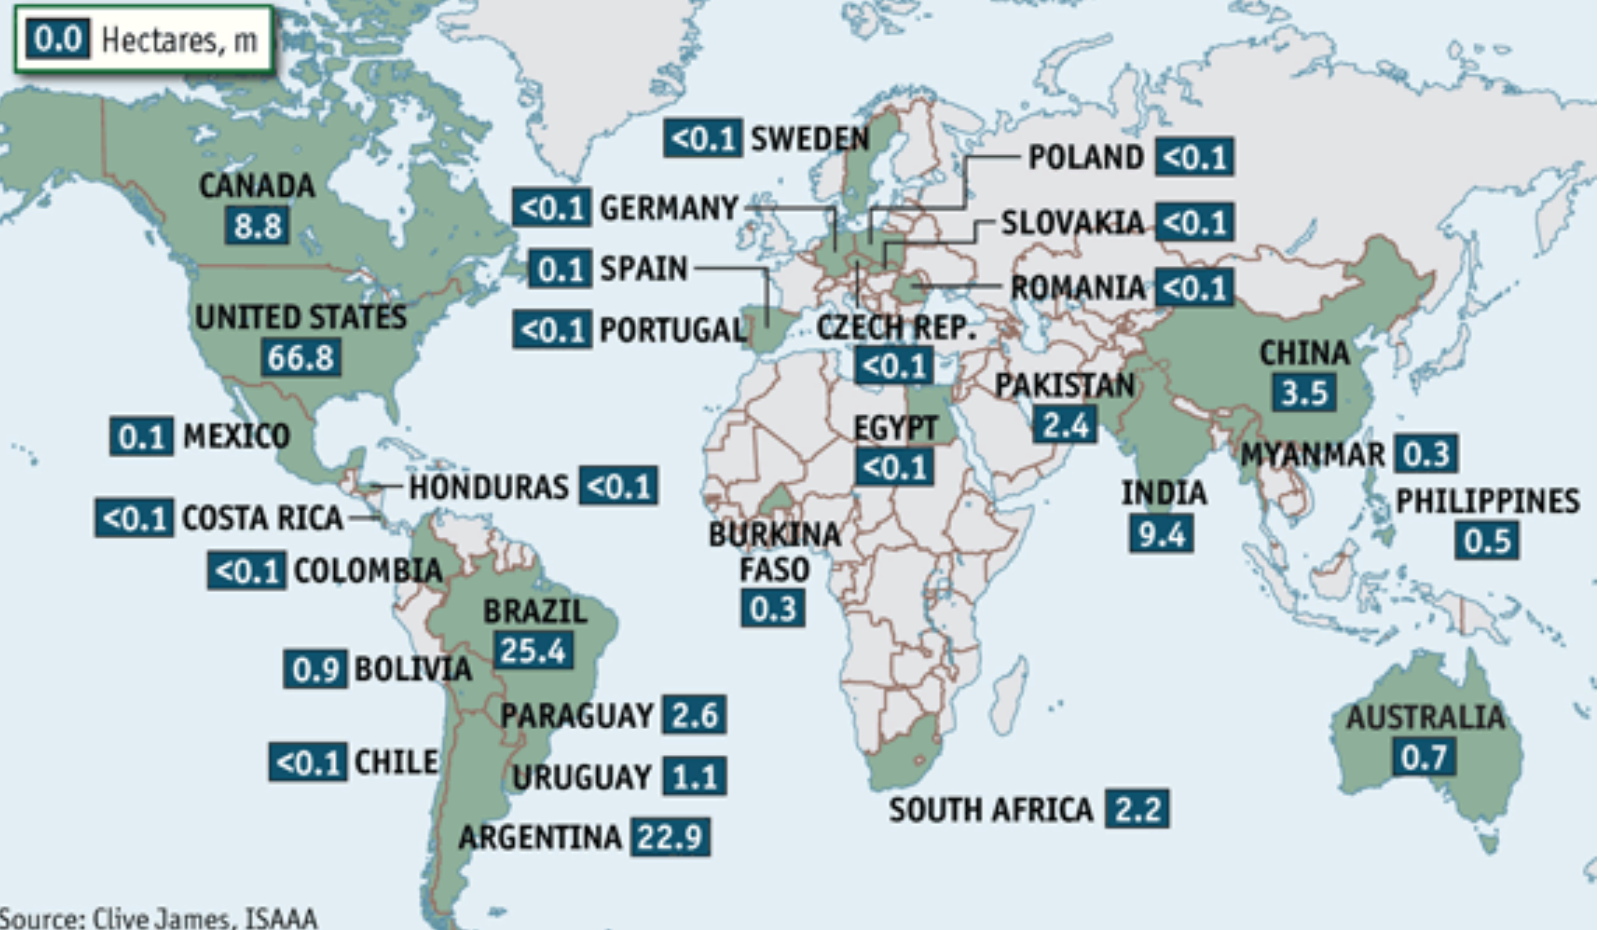 0.0 Hectares, m
<0.1 SWEDEN
POLAND <0.1
CANADA
8.8
<0.1 GERMANY
SLOVAKIA <0.1
0.1 SPAIN
ROMANIA <0.1
UNITED STATES
66.8
<0.1 PORTUGAL
CZECH REP.
<0.1
CHINA
3.5
PAKISTAN
2.4
0.1 MEXICO
EGYPT
<0.1
MYANMAR 0.3
HONDURAS <0.1
INDIA
9.4
PHILIPPINES
0.5
<0.1 COSTA RICA
BURKINA
FASO
0.3
<0.1 COLOMBIA
BRAZIL
25.4
0.9 BOLIVIA
PARAGUAY 2.6
AUSTRALIA
0.7
<0.1 CHILE
URUGUAY 1.1
SOUTH AFRICA 2.2
ARGENTINA 22.9
Source: Clive James, ISAAA